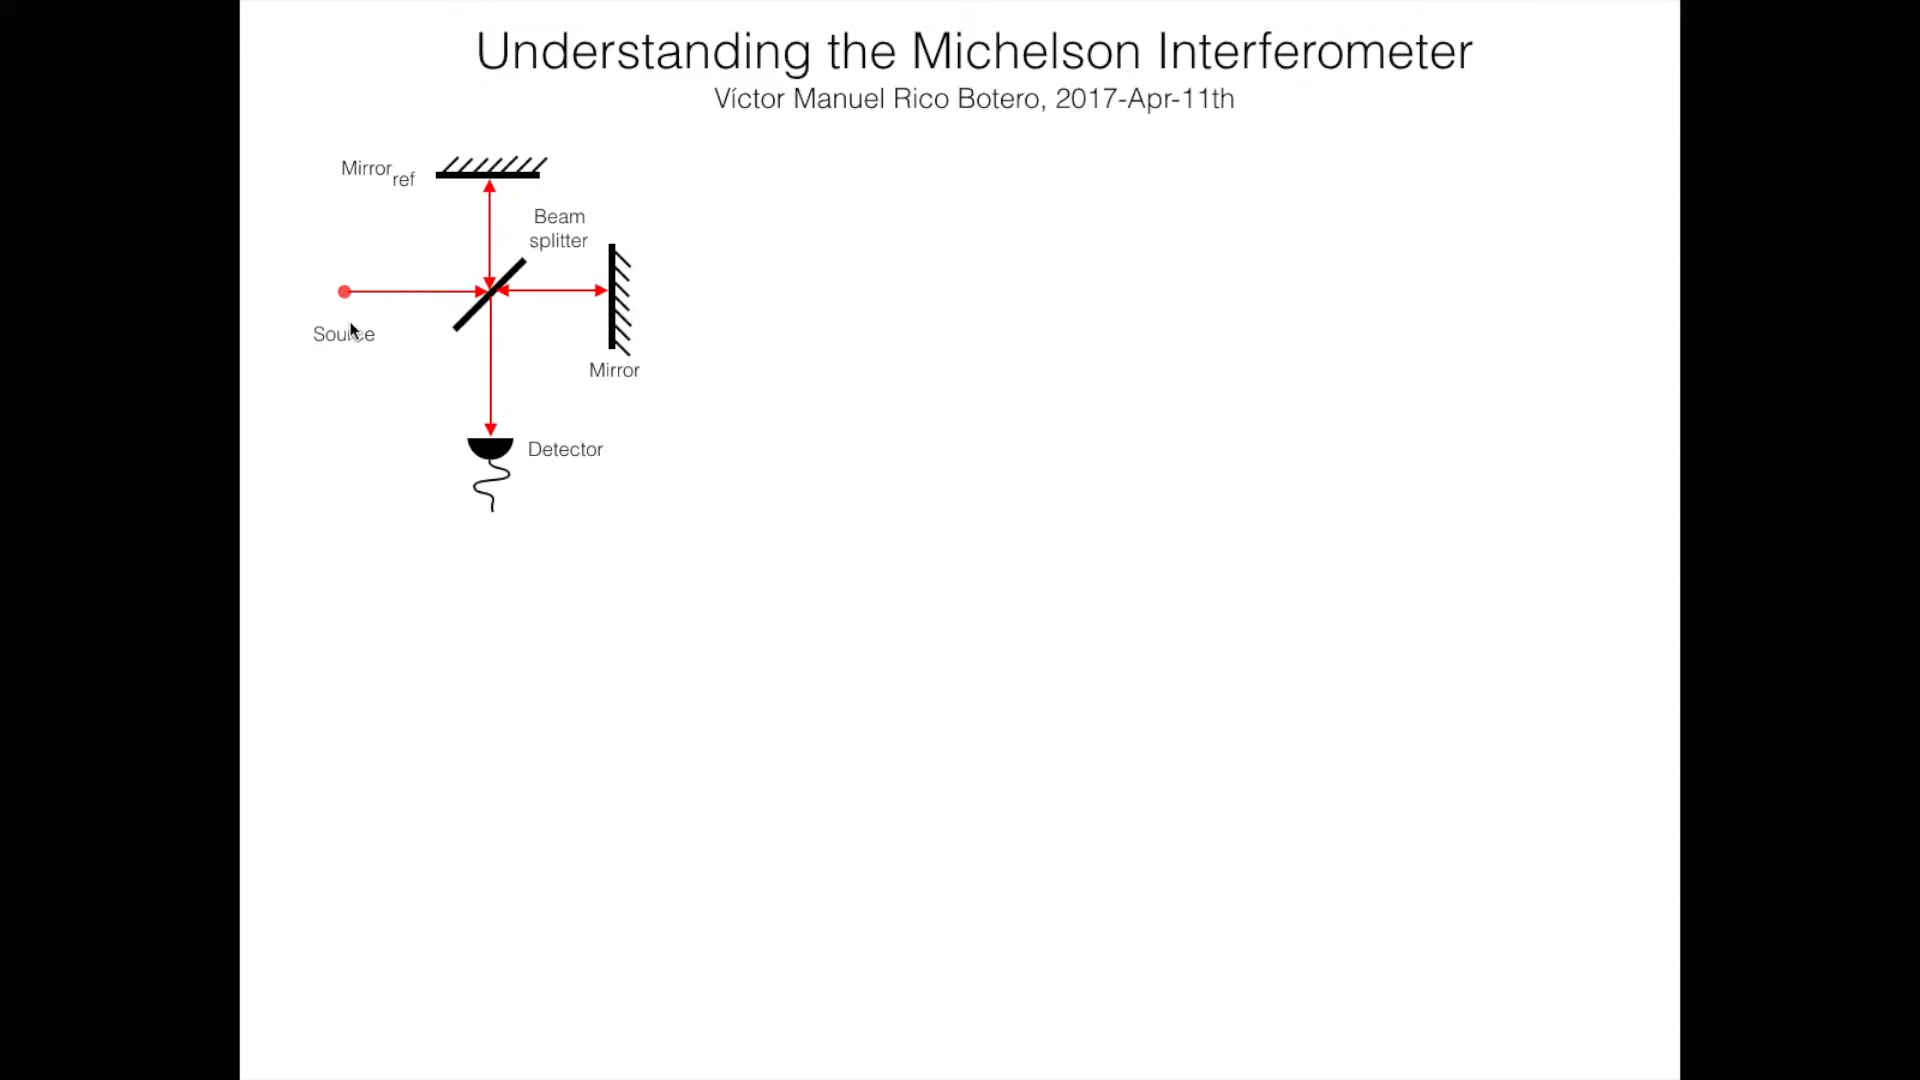 Understanding the Michelson Interferometer
Víctor Manuel Rico Botero, 2017-Apr-11th
Mirror ref
Beam
splitter
Source
Mirror
Detector